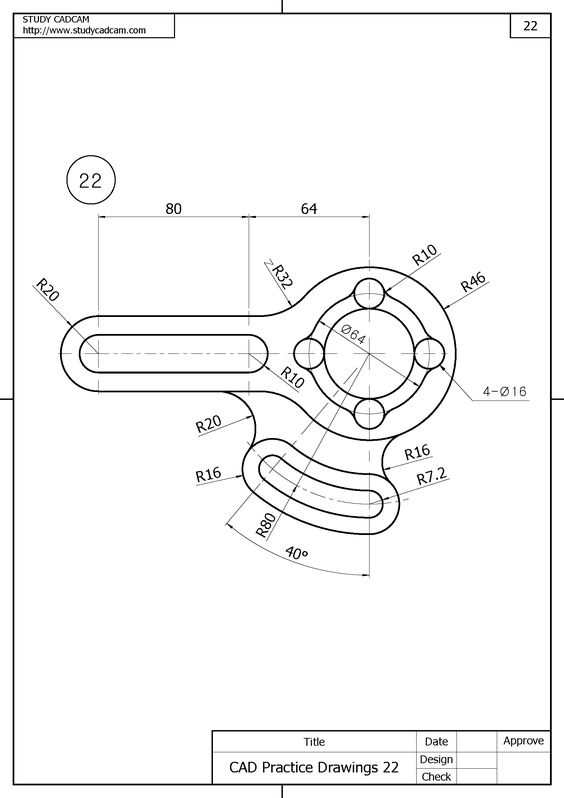 STUDY CADCAM
http://www.studycadcam.com
22
22
80
64
R10
R32
R46
R20
Ø64
R10
4-Ø16
R20
R16
R16
R7.2
R80
40°
Title
Date
Approve
CAD Practice Drawings 22
Design
Check